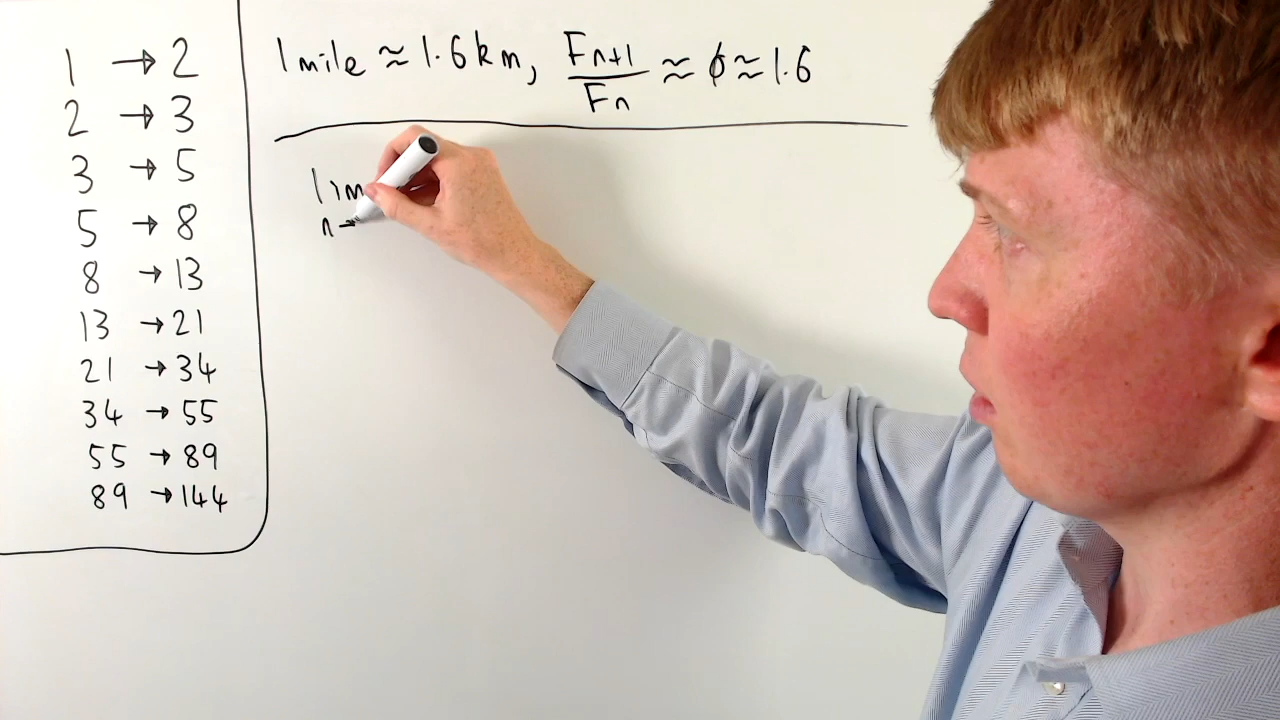 1 → 2
2 → 3
3 → 5
5 → 8
8 → 13
13 → 21
21 → 34
34 → 55
55 → 89
89 → 144
1 mile ≈ 1.6 km, Fn+1/Fn ≈ ϕ ≈ 1.6
lim
n →